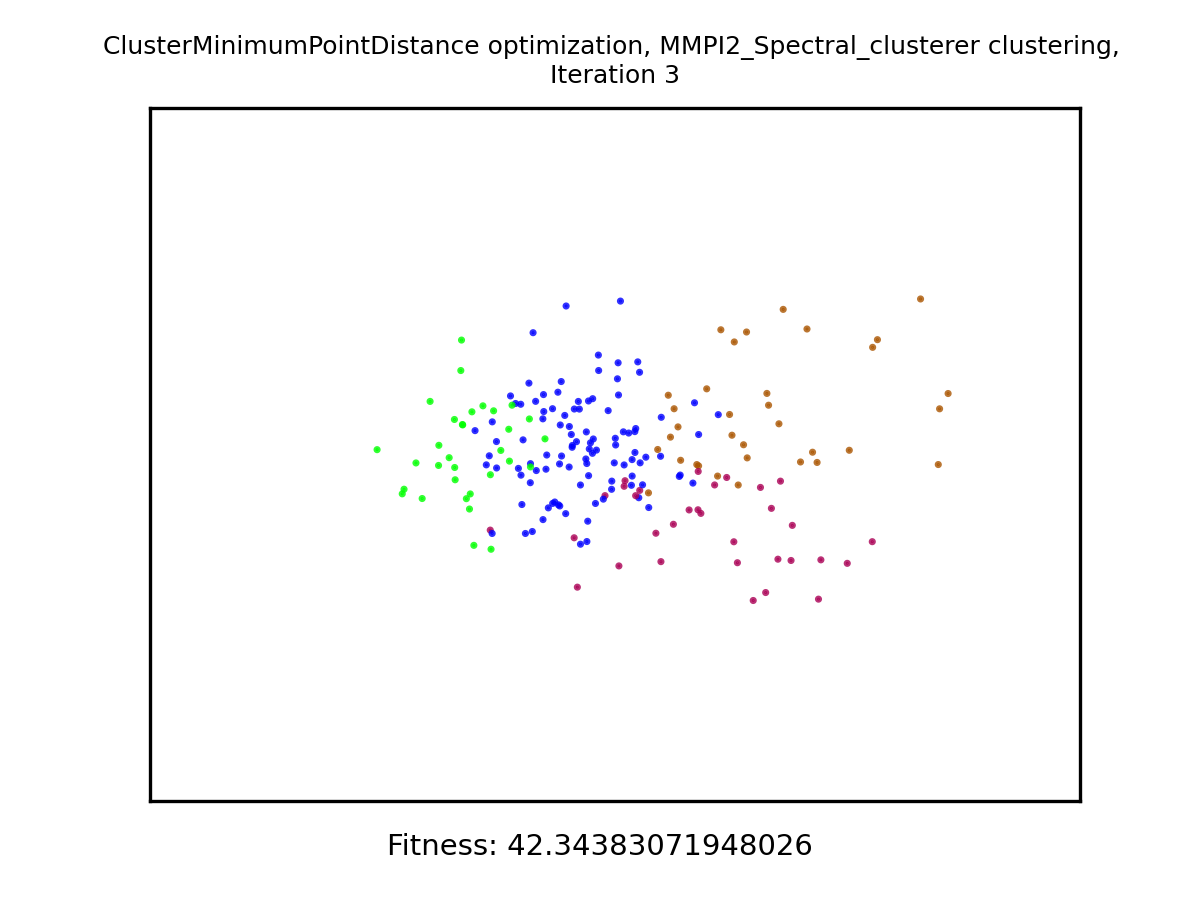 ClusterMinimumPointDistance optimization, MMPI2_Spectral_clusterer clustering,
Iteration 3
Fitness: 42.34383071948026